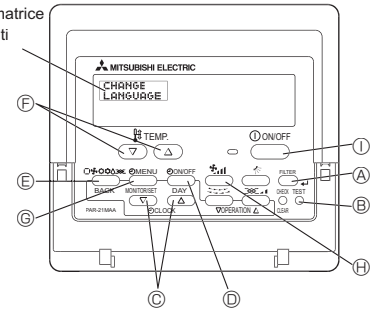 matrice
ti
MITSUBISHI ELECTRIC
CHANGE
LANGUAGE
F
TEMP.
ON/OFF
I
E
MENU
ON/OFF
FILTER
A
BACK
MONITOR/SET
DAY
CHECK TEST
B
G
PAR-21MAA
CLOCK
OPERATION
CLEAR
H
C
D